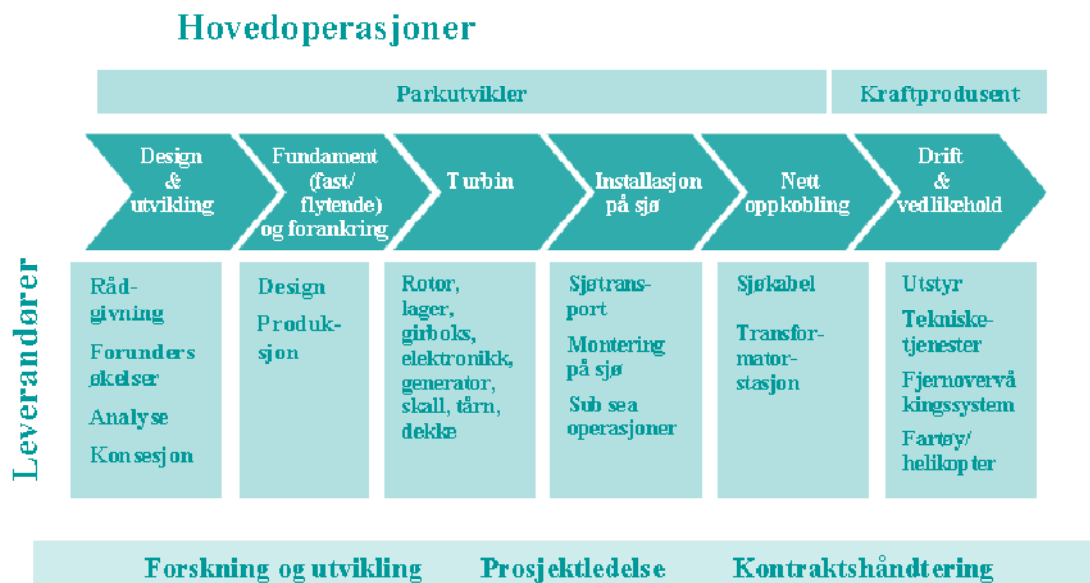 Hovedoperasjoner
Parkutvikler
Kraftprodusent
Design
&
utvikling
Fundament
(fast/
flytende)
og forankring
Turbin
Installasjon
på sjø
Nett
oppkobling
Drift
&
vedlikehold
Leverandører
Råd-
givning
Forunders
økelser
Analyse
Konsesjon
Design
Produk-
sjon
Rotor,
lager,
girboks,
elektronikk,
generator,
skall, tårn,
dekke
Sjøtrans-
port
Montering
på sjø
Sub sea
operasjoner
Sjøkabel
Transfor-
mator-
stasjon
Utstyr
Tekniske-
tjenester
Fjernovervå
kingssystem
Fartøy/
helikopter
Forskning og utvikling Prosjektledelse Kontraktshåndtering